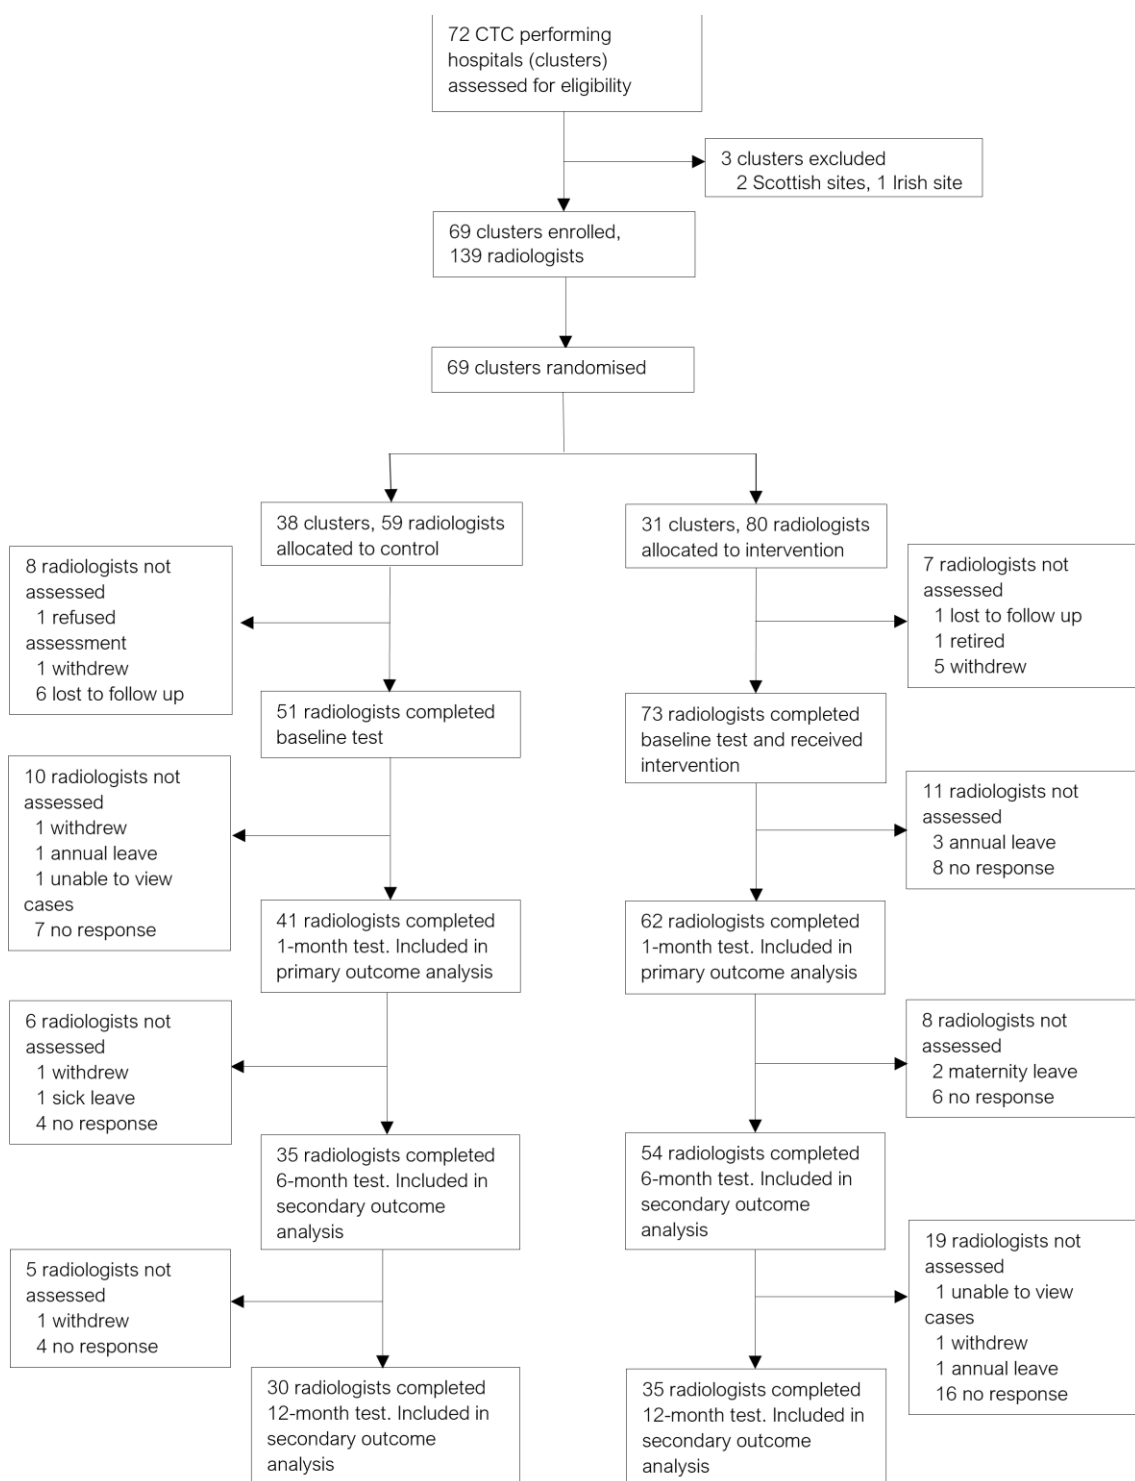 72 CTC performing
hospitals (clusters)
assessed for eligibility
3 clusters excluded
2 Scottish sites, 1 Irish site
69 clusters enrolled,
139 radiologists
69 clusters randomised
38 clusters, 59 radiologists
allocated to control
31 clusters, 80 radiologists
allocated to intervention
8 radiologists not
assessed
1 refused
assessment
1 withdrew
6 lost to follow up
7 radiologists not
assessed
1 lost to follow up
1 retired
5 withdrew
51 radiologists completed
baseline test
73 radiologists completed
baseline test and received
intervention
10 radiologists not
assessed
1 withdrew
1 annual leave
1 unable to view
cases
7 no response
11 radiologists not
assessed
3 annual leave
8 no response
41 radiologists completed
1-month test. Included in
primary outcome analysis
62 radiologists completed
1-month test. Included in
primary outcome analysis
6 radiologists not
assessed
1 withdrew
1 sick leave
4 no response
8 radiologists not
assessed
2 maternity leave
6 no response
35 radiologists completed
6-month test. Included in
secondary outcome
analysis
54 radiologists completed
6-month test. Included in
secondary outcome
analysis
5 radiologists not
assessed
1 withdrew
4 no response
19 radiologists not
assessed
1 unable to view
cases
1 withdrew
1 annual leave
16 no response
30 radiologists completed
12-month test. Included in
secondary outcome
analysis
35 radiologists completed
12-month test. Included in
secondary outcome
analysis